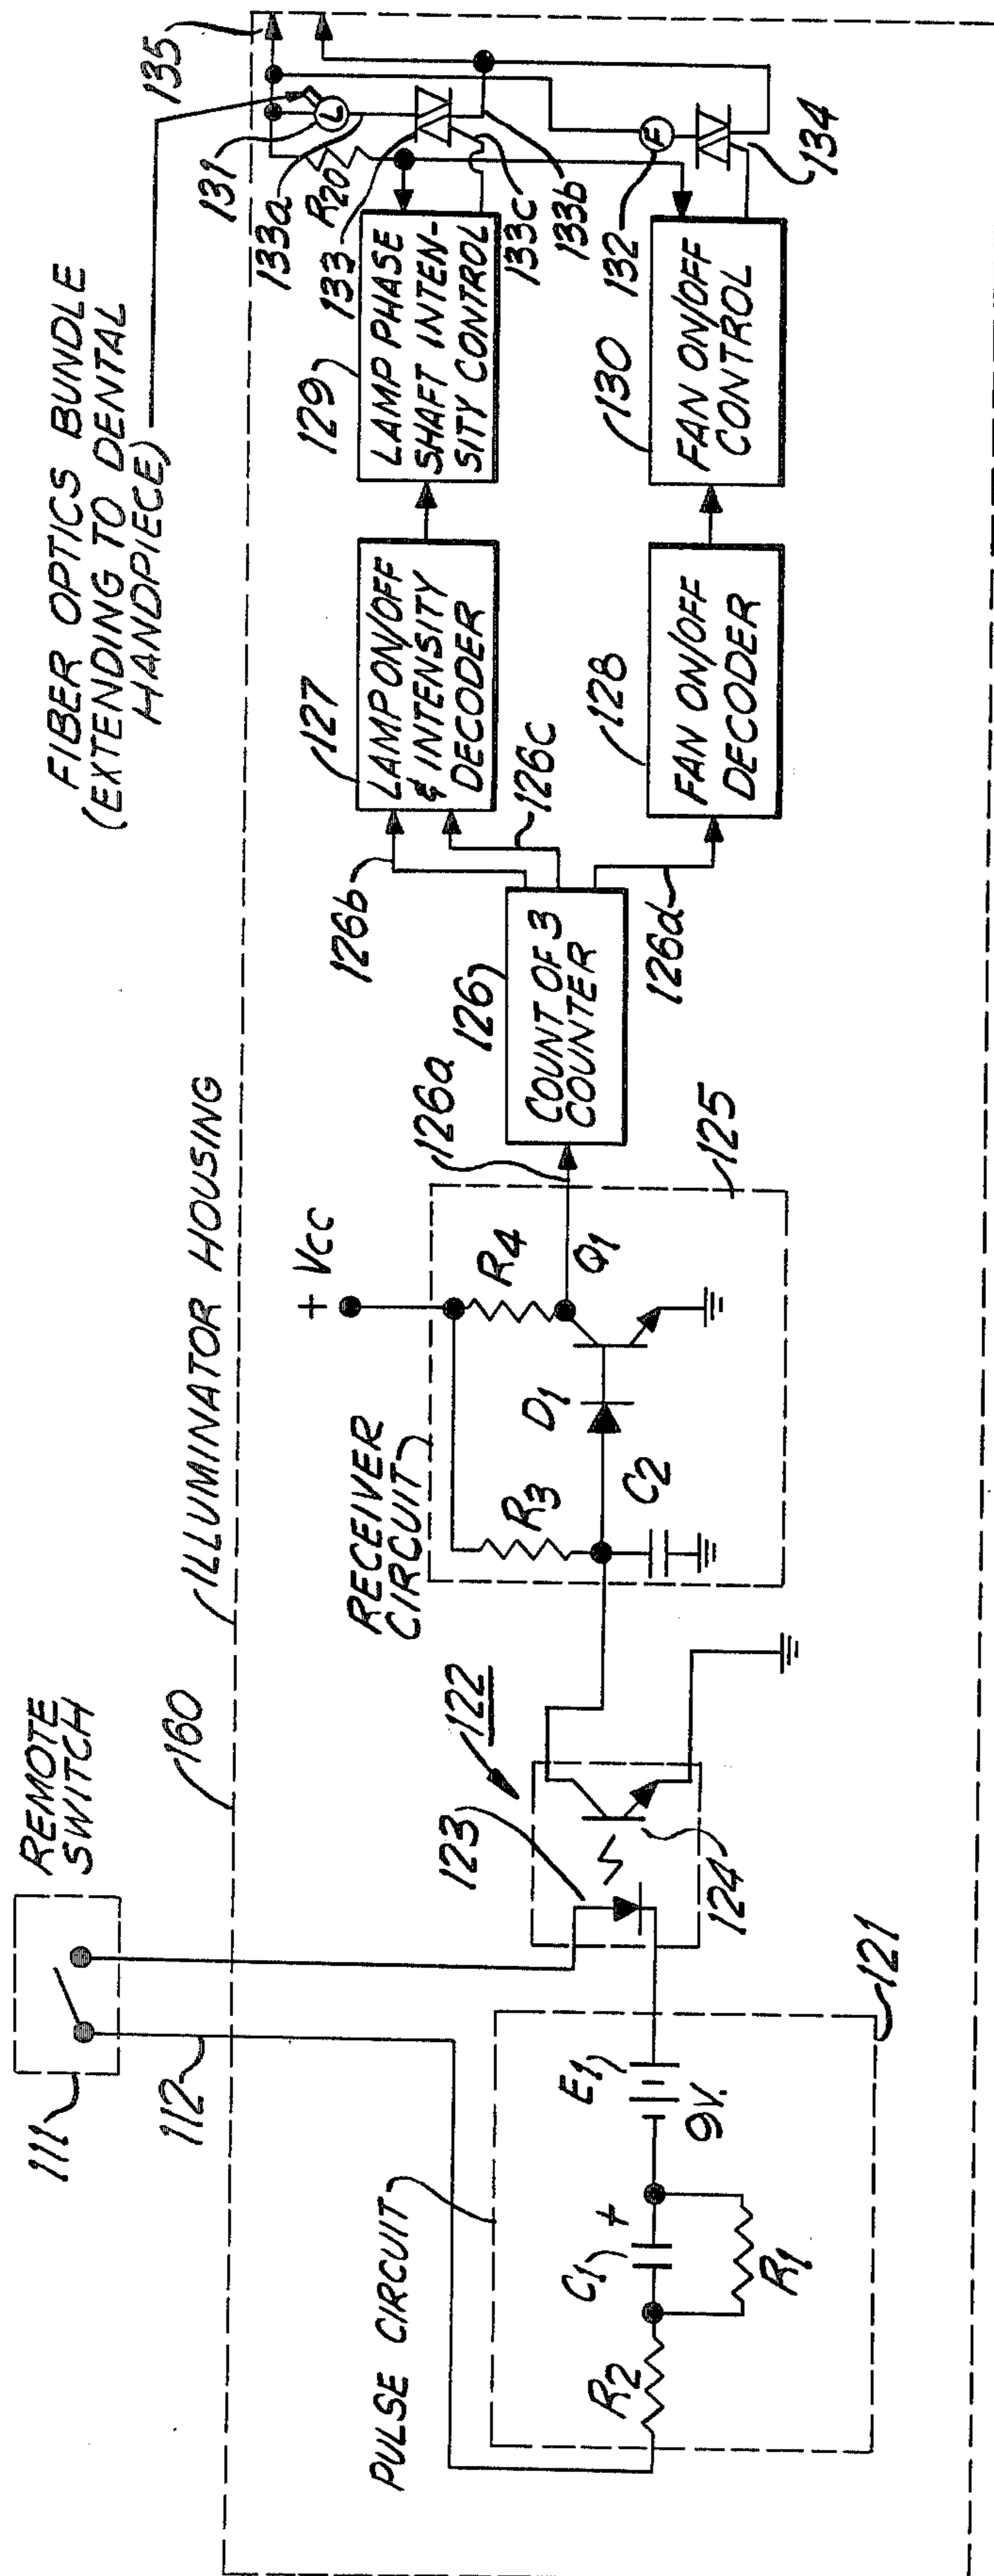 FIBER OPTICS BUNDLE
(EXTENDING TO DENTAL
HANDPIECE)
REMOTE
SWITCH
111
112
160
ILLUMINATOR HOUSING
PULSE CIRCUIT
R2
C1
+
R1
E1
9V.
121
123
122
124
RECEIVER
CIRCUIT
+ Vcc
R3
R4
C2
D1
Q1
125
126a
126
COUNT OF 3
COUNTER
126b
126c
126d
127
LAMP ON/OFF
& INTENSITY
DECODER
128
FAN ON/OFF
DECODER
129
LAMP PHASE
SHAFT INTEN-
SITY CONTROL
130
FAN ON/OFF
CONTROL
131
L
133a
R20
133
133c
133b
132
F
134
135